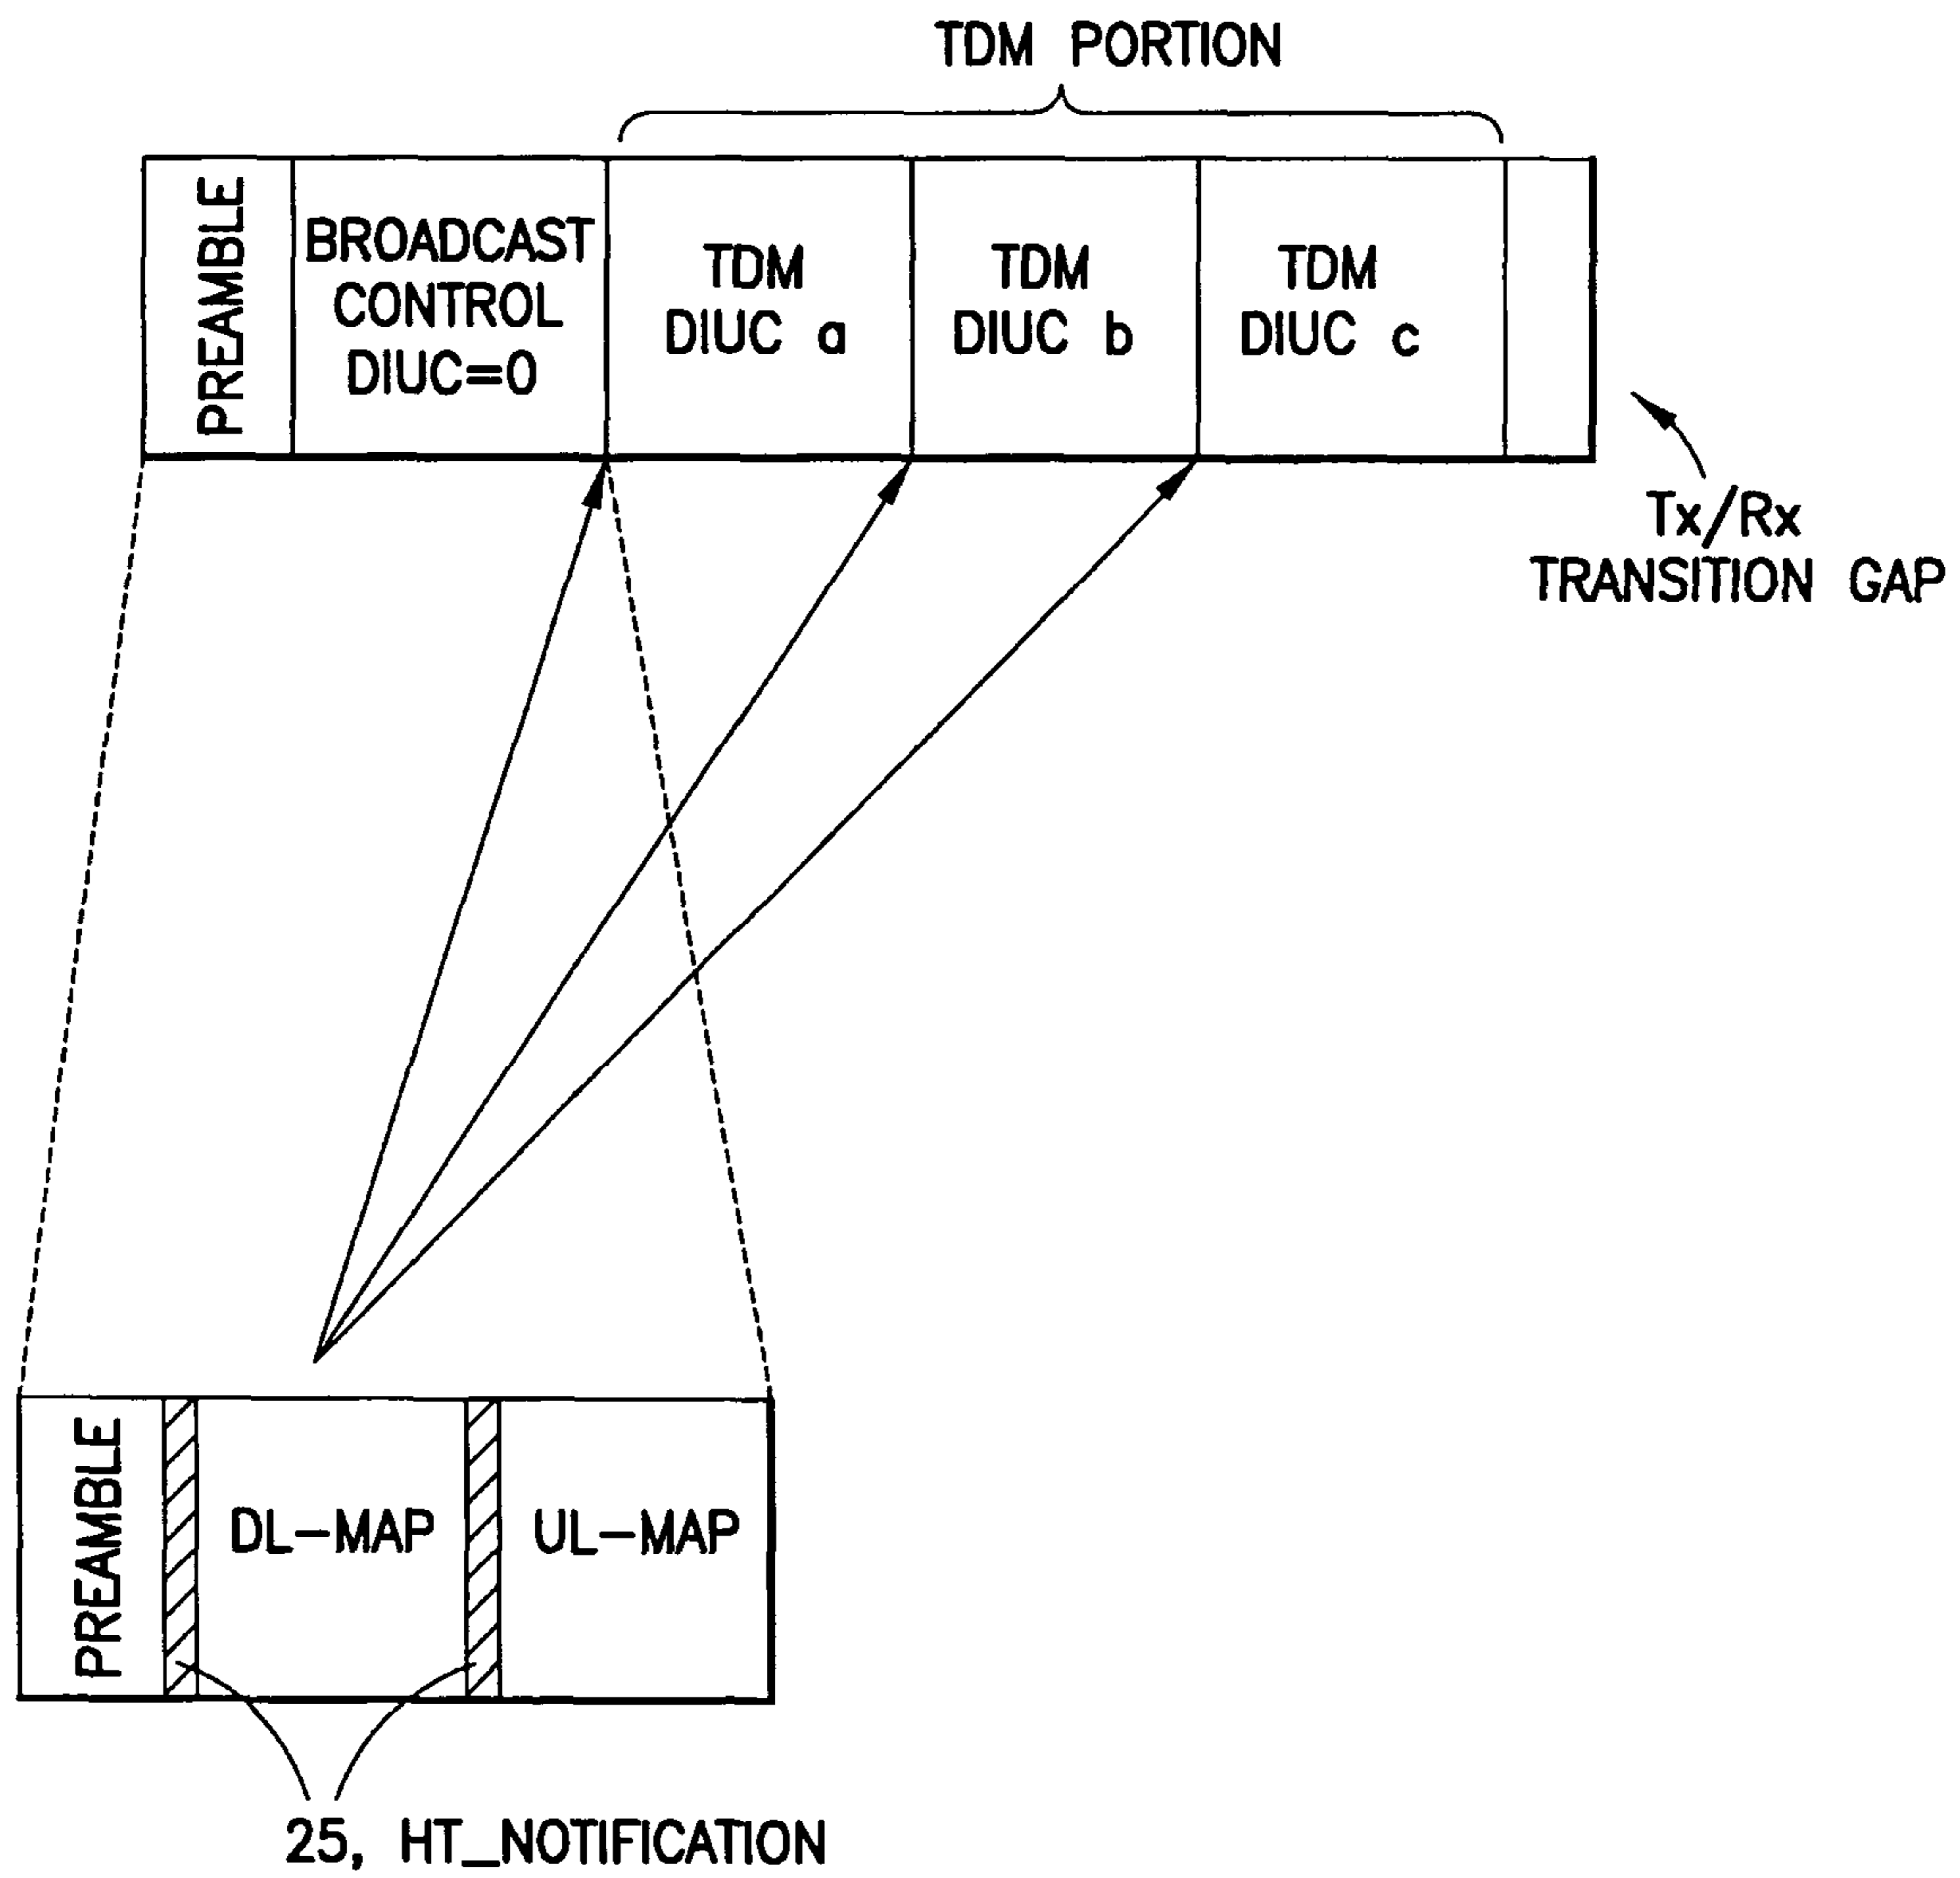 TDM PORTION
PREAMBLE
BROADCAST
CONTROL
DIUC=0
TDM
DIUC a
TDM
DIUC b
TDM
DIUC c
Tx/Rx
TRANSITION GAP
PREAMBLE
DL-MAP
UL-MAP
25, HT_NOTIFICATION